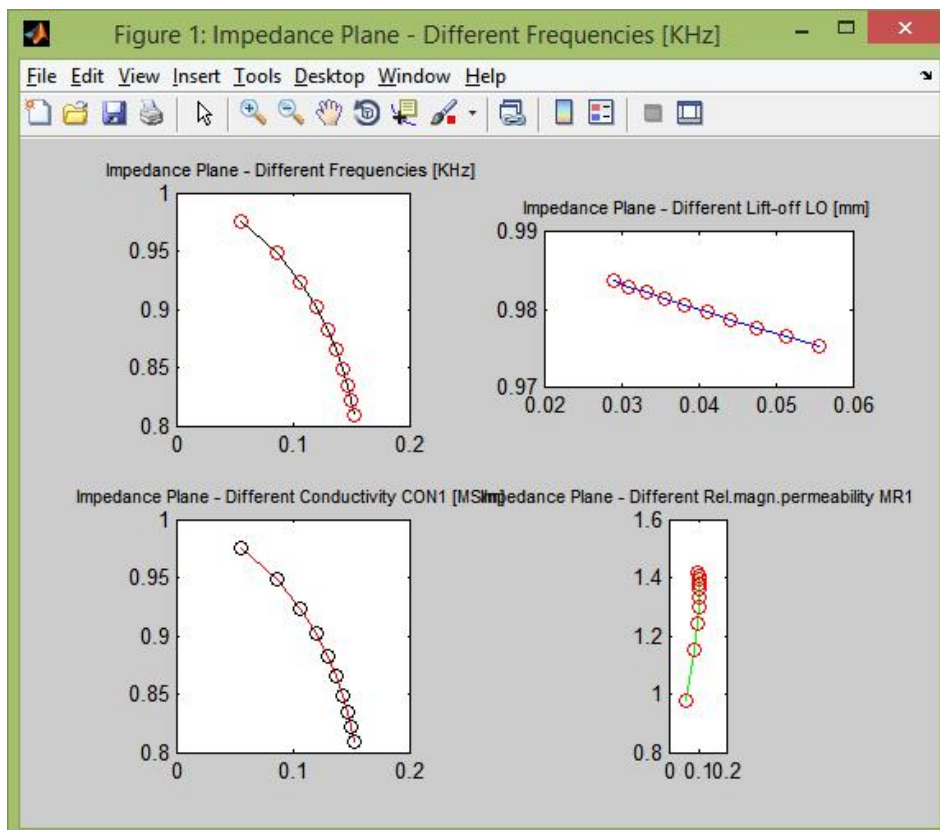 Figure 1: Impedance Plane - Different Frequencies [KHz]
File Edit View Insert Tools Desktop Window Help
Impedance Plane - Different Frequencies [KHz]
1
0.95
0.9
0.85
0.8
0 0.1 0.2
Impedance Plane - Different Lift-off LO [mm]
0.99
0.98
0.97
0.02 0.03 0.04 0.05 0.06
Impedance Plane - Different Conductivity CON1 [MS/m]
1
0.95
0.9
0.85
0.8
0 0.1 0.2
Impedance Plane - Different Rel.magn.permeability MR1
1.6
1.4
1.2
1
0.8
0 0.1 0.2